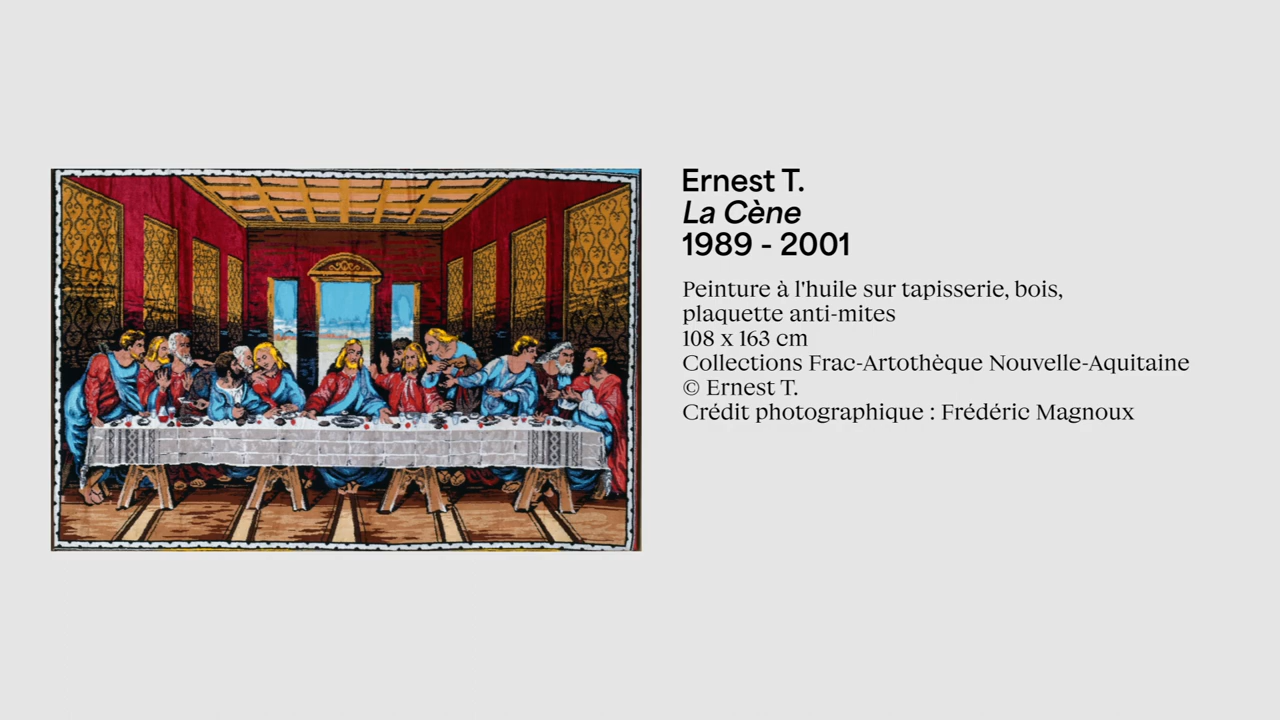 Ernest T.
La Cène
1989 - 2001
Peinture à l'huile sur tapisserie, bois,
plaquette anti-mites
108 x 163 cm
Collections Frac-Artothèque Nouvelle-Aquitaine
© Ernest T.
Crédit photographique : Frédéric Magnoux